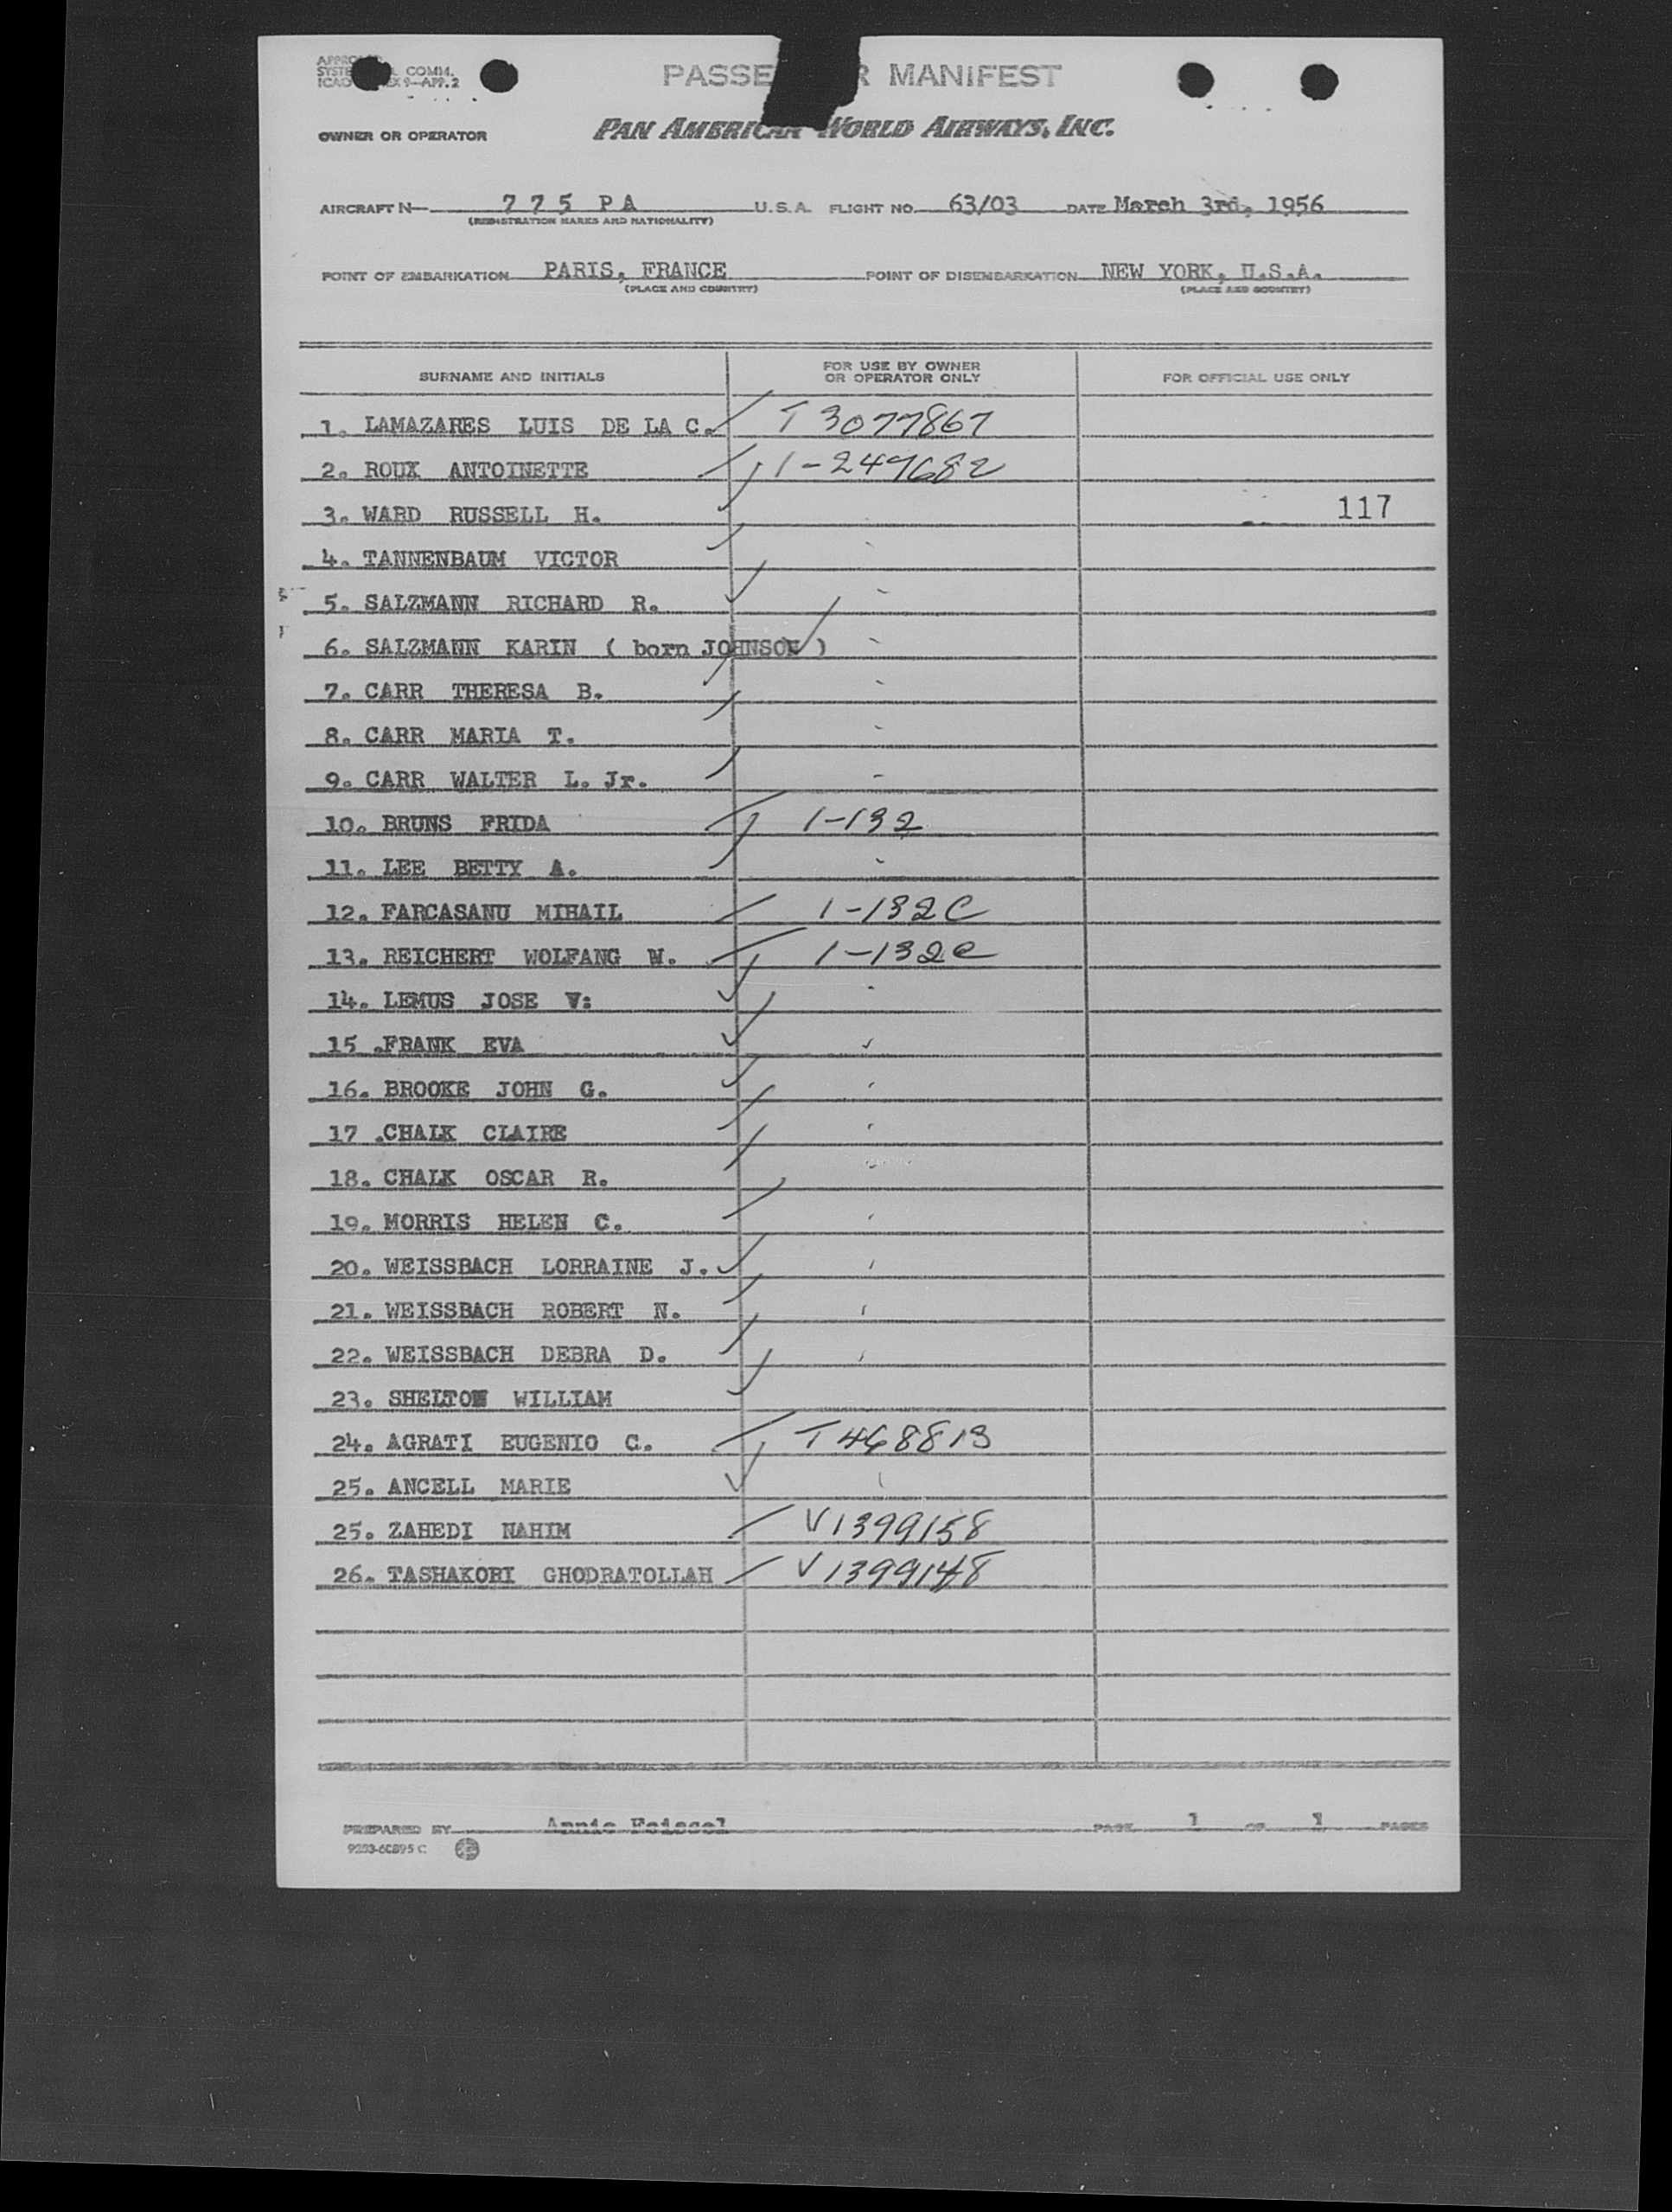 COMM.
PASSE R MANIFEST
OWNER OR OPERATOR PAN AMERICAN WORLD AIRWAYS, INC.
AIRCRAFT N— 7 7 5 P A U.S.A. FLIGHT NO. 63/03 DATE March 3rd, 1956
(REGISTRATION MARKS AND NATIONALITY)
POINT OF EMBARKATION PARIS, FRANCE POINT OF DISEMBARKATION NEW YORK, U.S.A.
(PLACE AND COUNTRY) (PLACE AND COUNTRY)
SURNAME AND INITIALS FOR USE BY OWNER OR OPERATOR ONLY FOR OFFICIAL USE ONLY
1. LAMAZARES LUIS DE LA C. T 3077867
2. ROUX ANTOINETTE 1-249682
3. WARD RUSSELL H. 117
4. TANNENBAUM VICTOR
5. SALZMANN RICHARD R.
6. SALZMANN KARIN ( born JOHNSON )
7. CARR THERESA B.
8. CARR MARIA T.
9. CARR WALTER L. Jr.
10. BRUNS FRIDA 1-132
11. LEE BETTY A.
12. FARCASANU MIHAIL 1-132C
13. REICHERT WOLFANG W. 1-132C
14. LEMUS JOSE V:
15 .FRANK EVA
16. BROOKE JOHN G.
17 .CHALK CLAIRE
18. CHALK OSCAR R.
19. MORRIS HELEN C.
20. WEISSBACH LORRAINE J.
21. WEISSBACH ROBERT N.
22. WEISSBACH DEBRA D.
23. SHELTON WILLIAM
24. AGRATI EUGENIO C. T468813
25. ANCELL MARIE
25. ZAHEDI NAHIM V1399158
26. TASHAKORI GHODRATOLLAH V1399148
PREPARED BY Annie PAGE 1 OF 1 PAGES